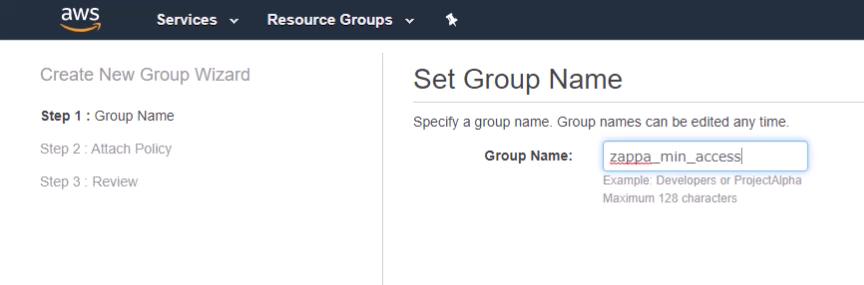 aws Services Resource Groups
Create New Group Wizard
Step 1 : Group Name
Step 2 : Attach Policy
Step 3 : Review
Set Group Name
Specify a group name. Group names can be edited any time.
Group Name: zappa_min_access
Example: Developers or ProjectAlpha
Maximum 128 characters